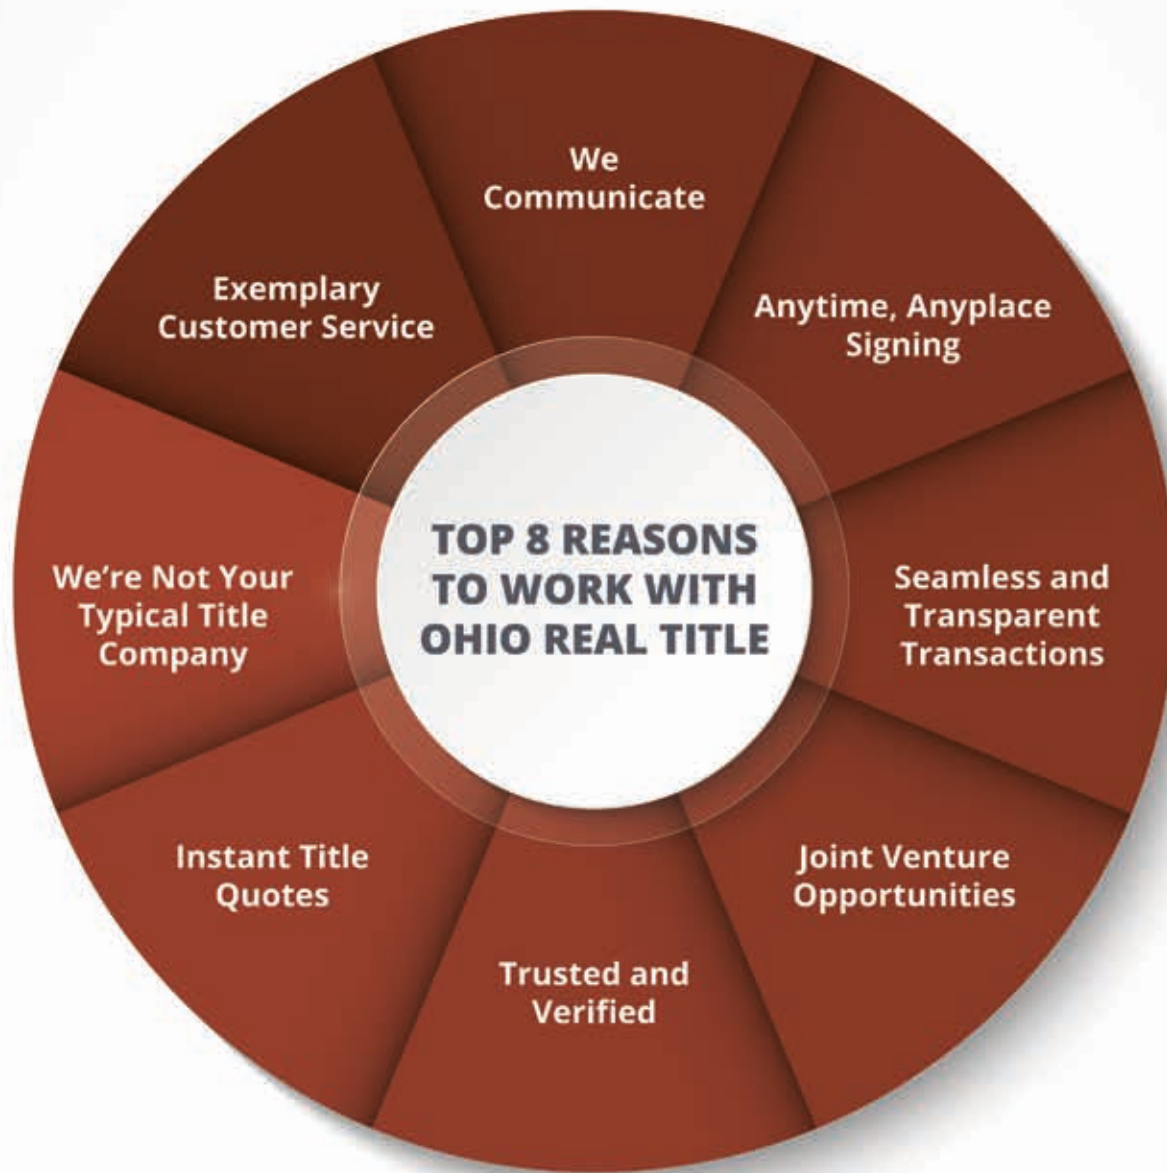 We
Communicate
Exemplary
Customer Service
Anytime, Anyplace
Signing
TOP 8 REASONS
TO WORK WITH
OHIO REAL TITLE
We're Not Your
Typical Title
Company
Seamless and
Transparent
Transactions
Instant Title
Quotes
Joint Venture
Opportunities
Trusted and
Verified